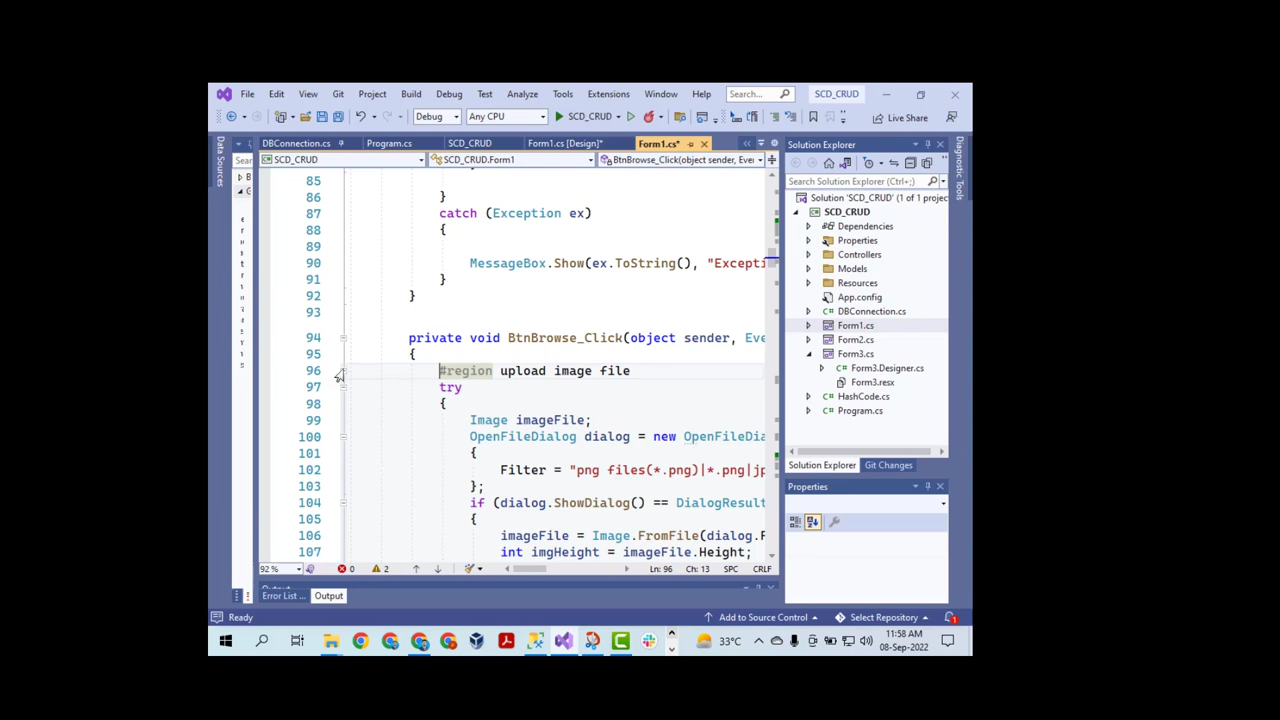 File Edit View Git Project Build Debug Test Analyze Tools Extensions Window Help Search... SCD_CRUD
Debug Any CPU SCD_CRUD Live Share
DBConnection.cs Program.cs SCD_CRUD Form1.cs [Design]* Form1.cs*
SCD_CRUD SCD_CRUD.Form1 BtnBrowse_Click(object sender, Ever
Data Sources
Sear
Diagnostic Tools
85
86 }
87 catch (Exception ex)
88 {
89
90 MessageBox.Show(ex.ToString(), "Excepti
91 }
92 }
93
94 private void BtnBrowse_Click(object sender, Eve
95 {
96 #region upload image file
97 try
98 {
99 Image imageFile;
100 OpenFileDialog dialog = new OpenFileDia
101 {
102 Filter = "png files(*.png)|*.png|jp
103 };
104 if (dialog.ShowDialog() == DialogResult
105 {
106 imageFile = Image.FromFile(dialog.F
107 int imgHeight = imageFile.Height;
92 % 0 2 Ln: 96 Ch: 13 SPC CRLF
Error List ... Output
Solution Explorer
Search Solution Explorer (Ctrl+;)
Solution 'SCD_CRUD' (1 of 1 projec
SCD_CRUD
Dependencies
Properties
Controllers
Models
Resources
App.config
DBConnection.cs
Form1.cs
Form2.cs
Form3.cs
Form3.Designer.cs
Form3.resx
HashCode.cs
Program.cs
Solution Explorer Git Changes
Properties
Ready Add to Source Control Select Repository 1
33°C 11:58 AM
08-Sep-2022